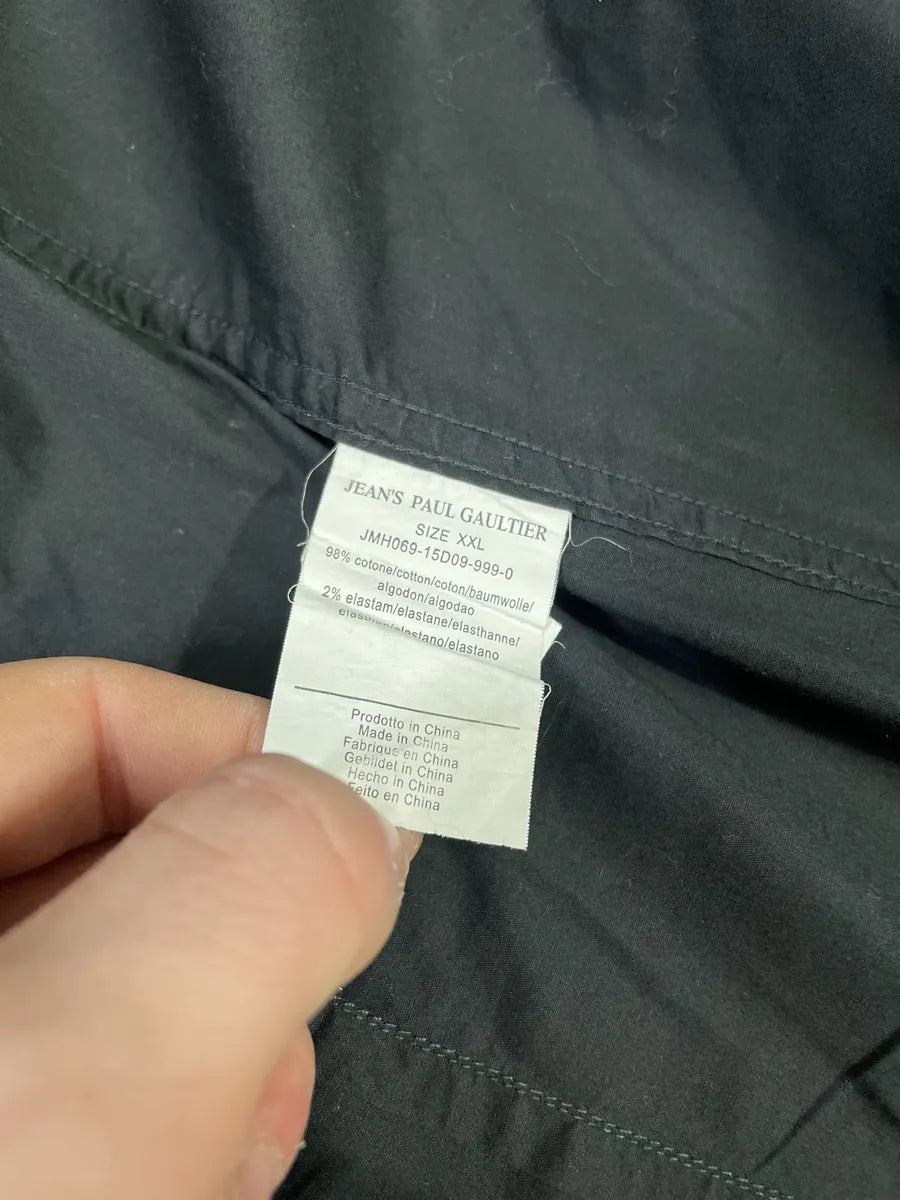 JEAN'S PAUL GAULTIER
SIZE XXL
JMH069-15D09-999-0
98% cotone/cotton/coton/baumwolle/
algodon/algodao
2% elastam/elastane/elasthanne/
elasthan/elastano/elastano
Prodotto in China
Made in China
Fabrique en China
Gebildet in China
Hecho in China
Feito en China